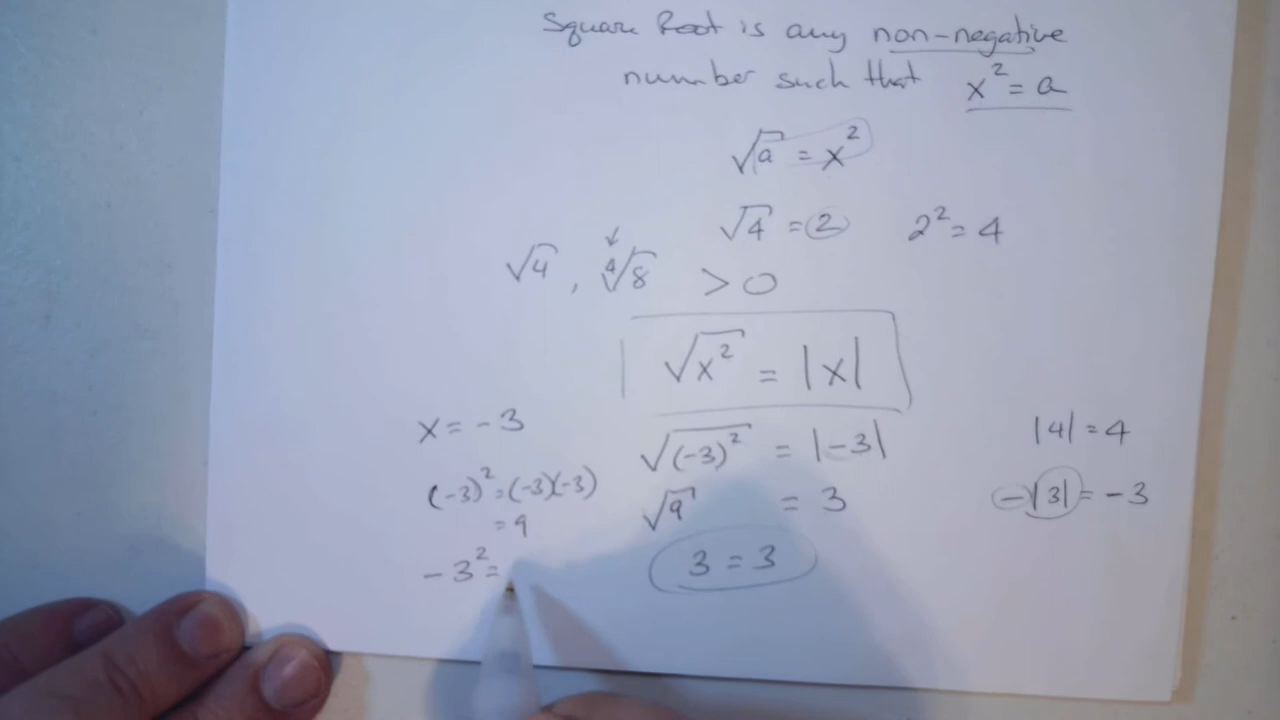 Square Root is any non-negative
number such that x² = a
√a = x²
√4 = 2 2² = 4
√4 , ∜8 > 0
√x² = |x|
x = -3 √(-3)² = |-3| |4| = 4
(-3)² = (-3)(-3) √9 = 3 -|3| = -3
= 9
-3² = 3 = 3